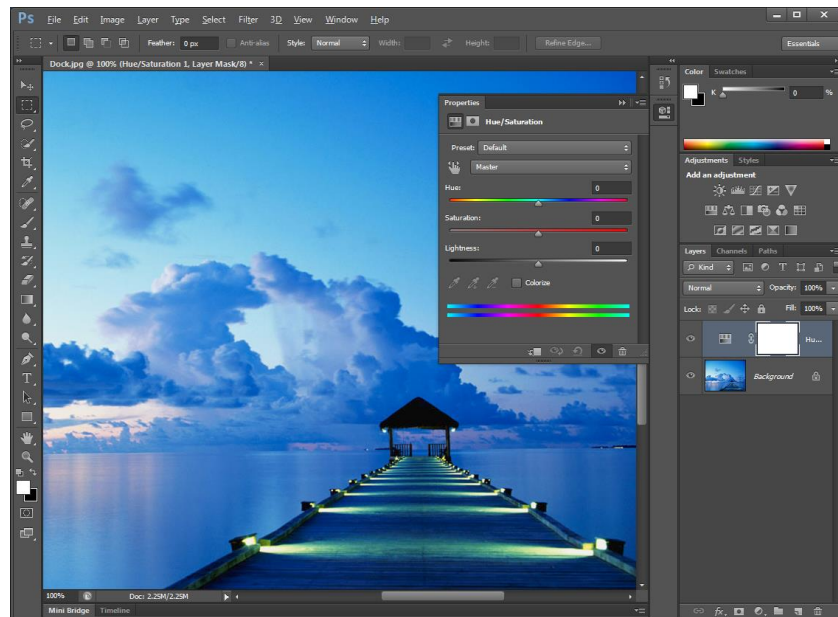 Ps File Edit Image Layer Type Select Filter 3D View Window Help
Feather: 0 px Anti-alias Style: Normal Width: Height: Refine Edge... Essentials
Dock.jpg @ 100% (Hue/Saturation 1, Layer Mask/8) * ×
Properties
Hue/Saturation
Preset: Default
Master
Hue: 0
Saturation: 0
Lightness: 0
Colorize
Color Swatches
K 0 %
Adjustments Styles
Add an adjustment
Layers Channels Paths
Kind
Normal Opacity: 100%
Lock: Fill: 100%
Hu...
Background
100% Doc: 2.25M/2.25M
Mini Bridge Timeline
fx